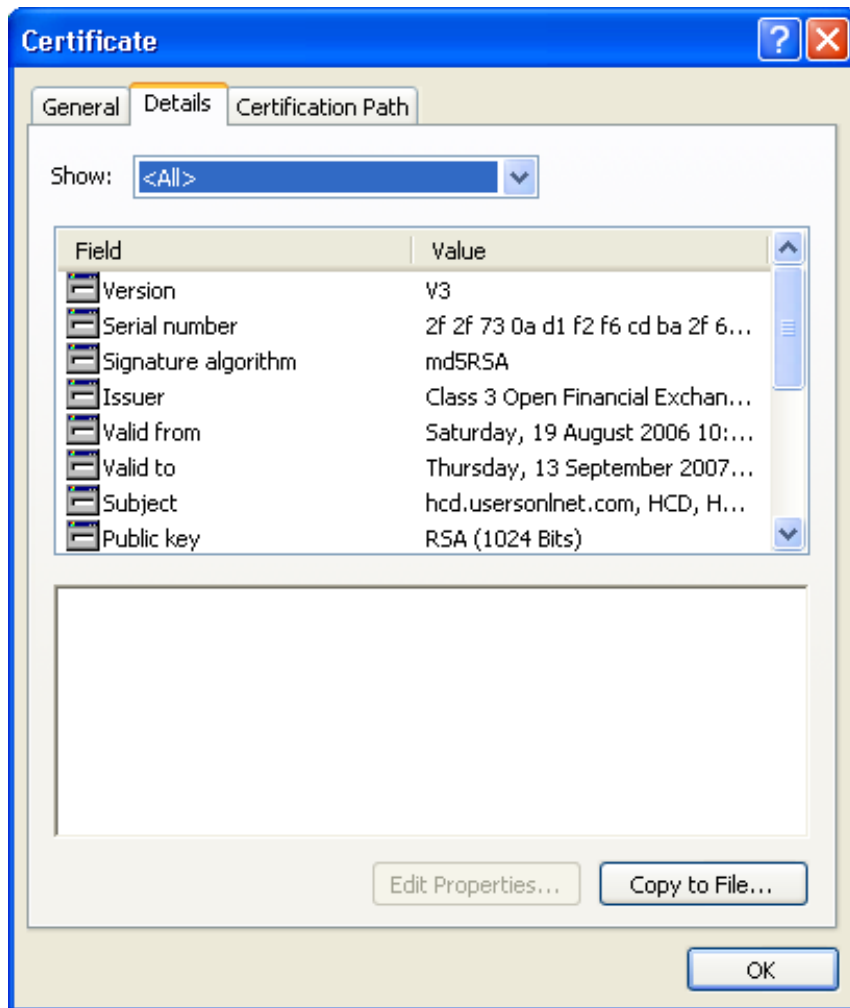 Certificate
General Details Certification Path
Show: <All>
Field Value
Version V3
Serial number 2f 2f 73 0a d1 f2 f6 cd ba 2f 6...
Signature algorithm md5RSA
Issuer Class 3 Open Financial Exchan...
Valid from Saturday, 19 August 2006 10:...
Valid to Thursday, 13 September 2007...
Subject hcd.usersonlnet.com, HCD, H...
Public key RSA (1024 Bits)
Edit Properties... Copy to File...
OK